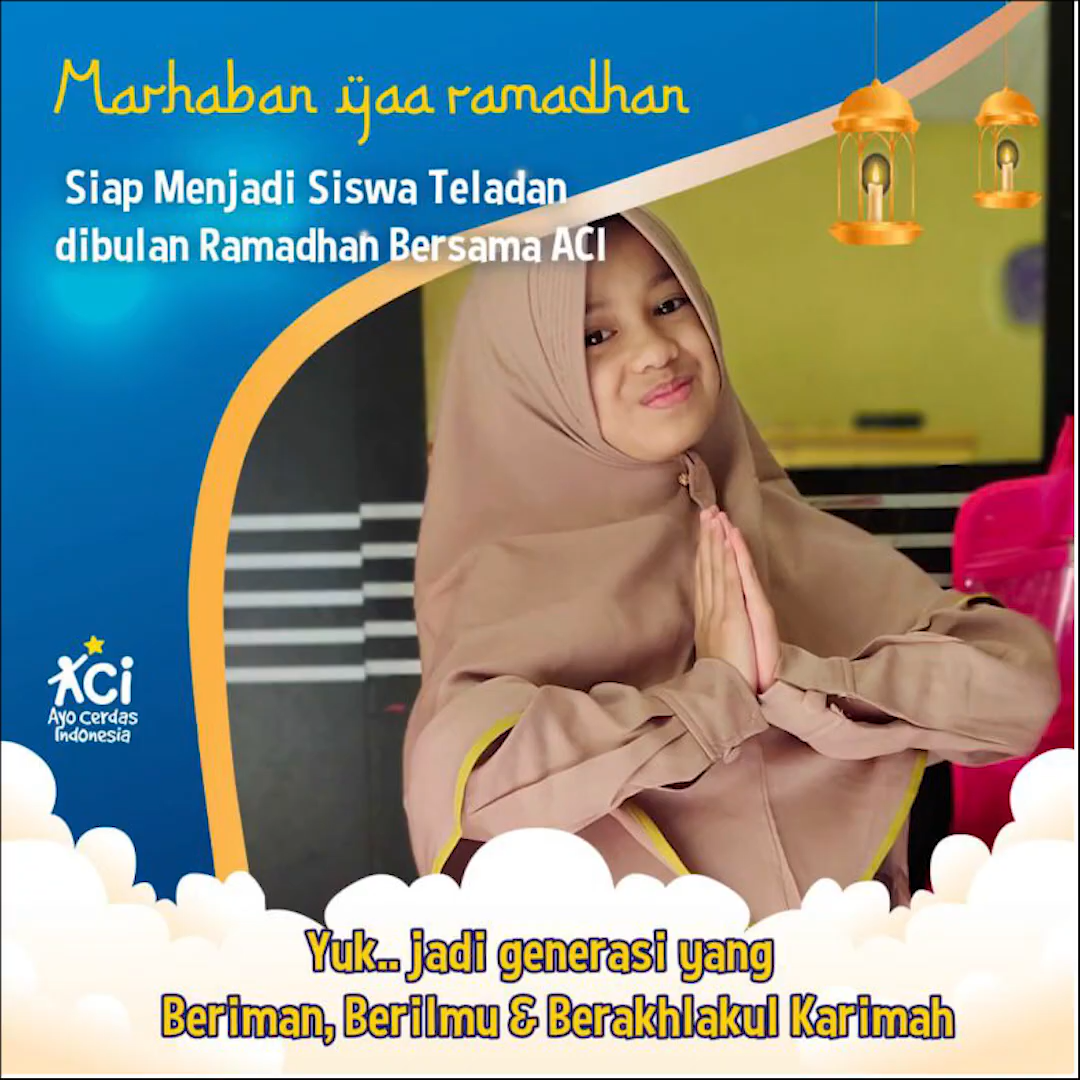 Marhaban iyaa ramadhan
Siap Menjadi Siswa Teladan
dibulan Ramadhan Bersama ACI
ACi
Ayo Cerdas
IndOnesia
Yuk.. jadi generasi yang
Beriman, Berilmu & Berakhlakul Karimah